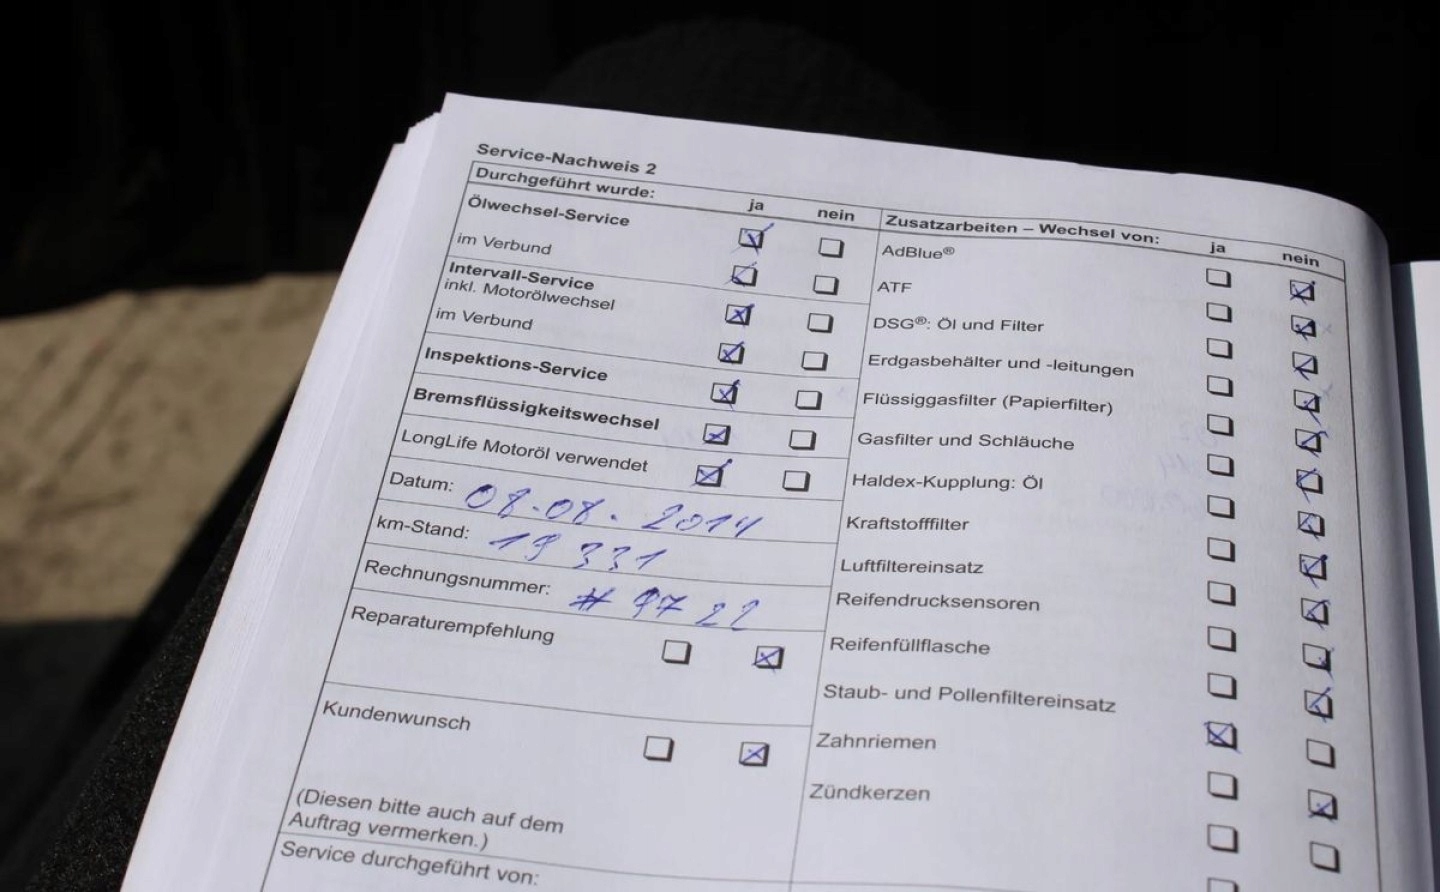 Service-Nachweis 2
Durchgeführt wurde: ja nein
Ölwechsel-Service
im Verbund
Intervall-Service
inkl. Motorölwechsel
im Verbund
Inspektions-Service
Bremsflüssigkeitswechsel
LongLife Motoröl verwendet
Datum: 08.08.2014
km-Stand: 19 331
Rechnungsnummer: # 9722
Reparaturempfehlung
Kundenwunsch
(Diesen bitte auch auf dem
Auftrag vermerken.)
Service durchgeführt von:
Zusatzarbeiten – Wechsel von: ja nein
AdBlue®
ATF
DSG®: Öl und Filter
Erdgasbehälter und -leitungen
Flüssiggasfilter (Papierfilter)
Gasfilter und Schläuche
Haldex-Kupplung: Öl
Kraftstofffilter
Luftfiltereinsatz
Reifendrucksensoren
Reifenfüllflasche
Staub- und Pollenfiltereinsatz
Zahnriemen
Zündkerzen